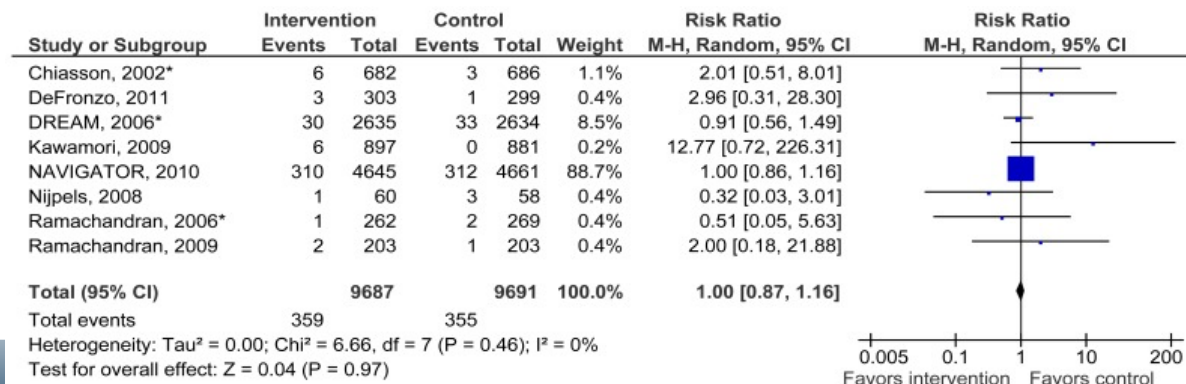 Intervention Control Risk Ratio Risk Ratio
Study or Subgroup Events Total Events Total Weight M-H, Random, 95% CI M-H, Random, 95% CI
Chiasson, 2002* 6 682 3 686 1.1% 2.01 [0.51, 8.01]
DeFronzo, 2011 3 303 1 299 0.4% 2.96 [0.31, 28.30]
DREAM, 2006* 30 2635 33 2634 8.5% 0.91 [0.56, 1.49]
Kawamori, 2009 6 897 0 881 0.2% 12.77 [0.72, 226.31]
NAVIGATOR, 2010 310 4645 312 4661 88.7% 1.00 [0.86, 1.16]
Nijpels, 2008 1 60 3 58 0.4% 0.32 [0.03, 3.01]
Ramachandran, 2006* 1 262 2 269 0.4% 0.51 [0.05, 5.63]
Ramachandran, 2009 2 203 1 203 0.4% 2.00 [0.18, 21.88]
Total (95% CI) 9687 9691 100.0% 1.00 [0.87, 1.16]
Total events 359 355
Heterogeneity: Tau² = 0.00; Chi² = 6.66, df = 7 (P = 0.46); I² = 0%
Test for overall effect: Z = 0.04 (P = 0.97)
0.005 0.1 1 10 200
Favors intervention Favors control